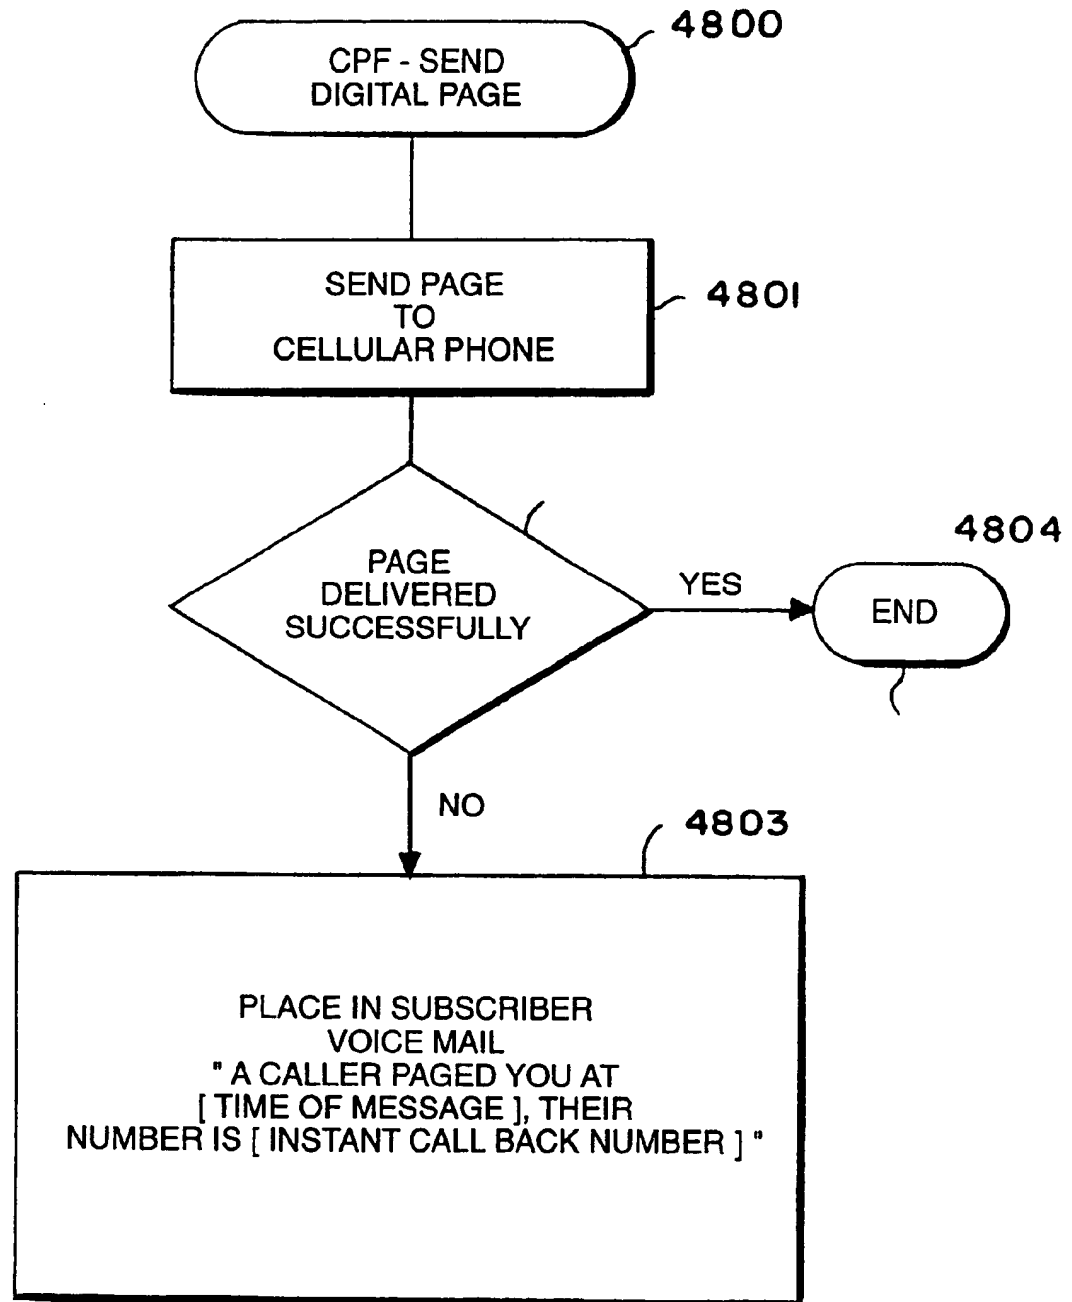 4800
CPF - SEND
DIGITAL PAGE
SEND PAGE
TO
CELLULAR PHONE
4801
PAGE
DELIVERED
SUCCESSFULLY
YES
4804
END
NO
4803
PLACE IN SUBSCRIBER
VOICE MAIL
" A CALLER PAGED YOU AT
[ TIME OF MESSAGE ], THEIR
NUMBER IS [ INSTANT CALL BACK NUMBER ] "